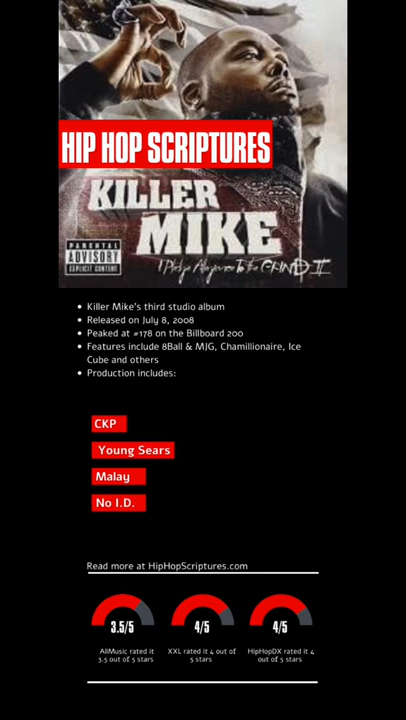 HIP HOP SCRIPTURES
KILLER
MIKE
PARENTAL
ADVISORY
EXPLICIT CONTENT
I Pledge Allegiance To the GRIND II
Killer Mike's third studio album
Released on July 8, 2008
Peaked at #178 on the Billboard 200
Features include 8Ball & MJG, Chamillionaire, Ice
Cube and others
Production includes:
CKP
Young Sears
Malay
No I.D.
Read more at HipHopScriptures.com
3.5/5
4/5
4/5
AllMusic rated it
3.5 out of 5 stars
XXL rated it 4 out of
5 stars
HipHopDX rated it 4
out of 5 stars